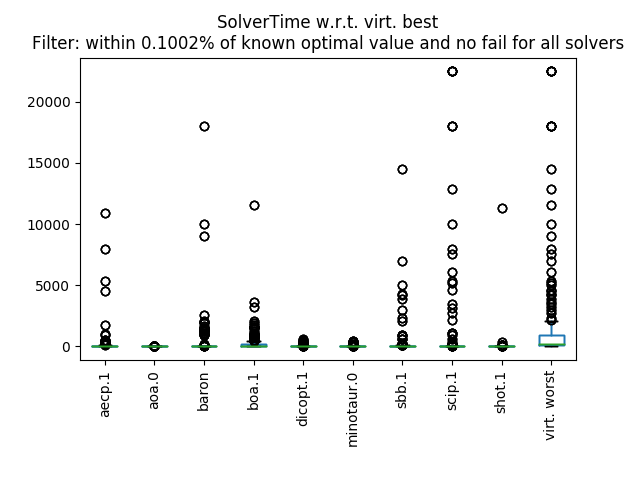 SolverTime w.r.t. virt. best
Filter: within 0.1002% of known optimal value and no fail for all solvers
20000
15000
10000
5000
0
aecp.1
aoa.0
baron
boa.1
dicopt.1
minotaur.0
sbb.1
scip.1
shot.1
virt. worst